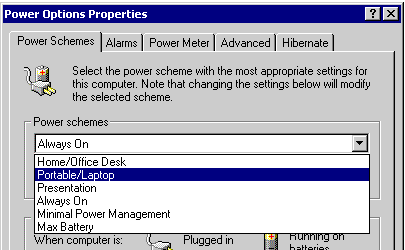 Power Options Properties
Power Schemes Alarms Power Meter Advanced Hibernate
Select the power scheme with the most appropriate settings for
this computer. Note that changing the settings below will modify
the selected scheme.
Power schemes
Always On
Home/Office Desk
Portable/Laptop
Presentation
Always On
Minimal Power Management
Max Battery
When computer is: Plugged in Running on
batteries